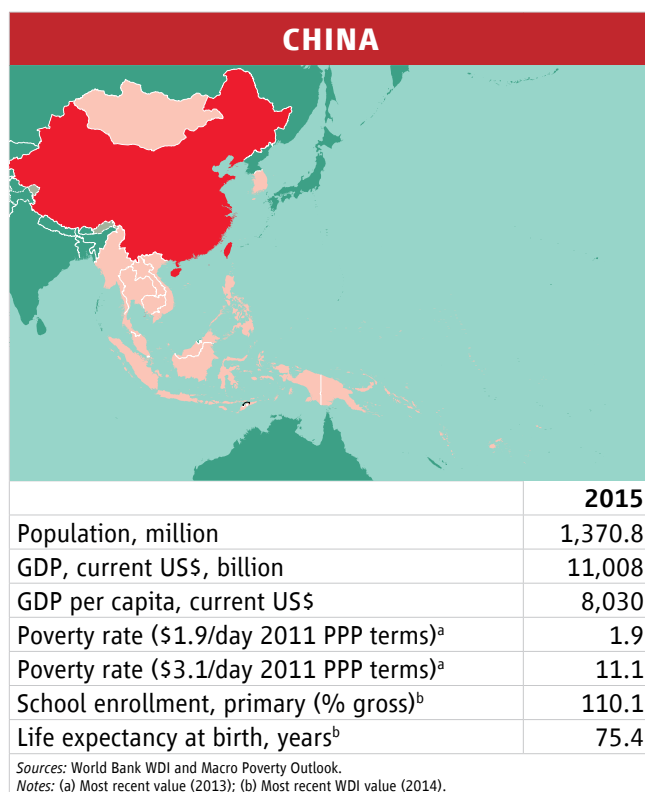 CHINA
2015
Population, million 1,370.8
GDP, current US$, billion 11,008
GDP per capita, current US$ 8,030
Poverty rate ($1.9/day 2011 PPP terms)ᵃ 1.9
Poverty rate ($3.1/day 2011 PPP terms)ᵃ 11.1
School enrollment, primary (% gross)ᵇ 110.1
Life expectancy at birth, yearsᵇ 75.4
Sources: World Bank WDI and Macro Poverty Outlook.
Notes: (a) Most recent value (2013); (b) Most recent WDI value (2014).